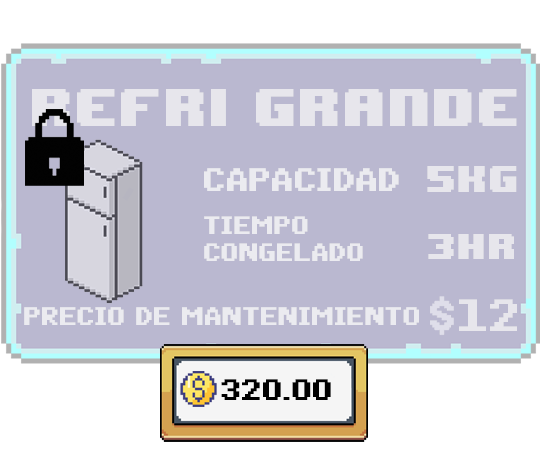 REFRI GRANDE
CAPACIDAD 5KG
TIEMPO
CONGELADO 3HR
PRECIO DE MANTENIMIENTO $12
$ 320.00